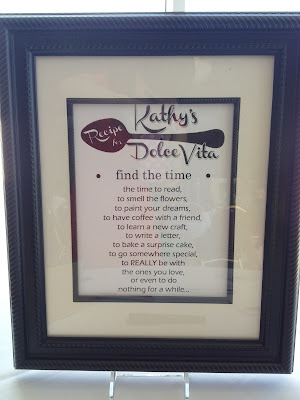 Kathy's
Recipe
for
Dolce Vita
• find the time •
the time to read,
to smell the flowers,
to paint your dreams,
to have coffee with a friend,
to learn a new craft,
to write a letter,
to bake a surprise cake,
to go somewhere special,
to REALLY be with
the ones you love,
or even to do
nothing for a while...